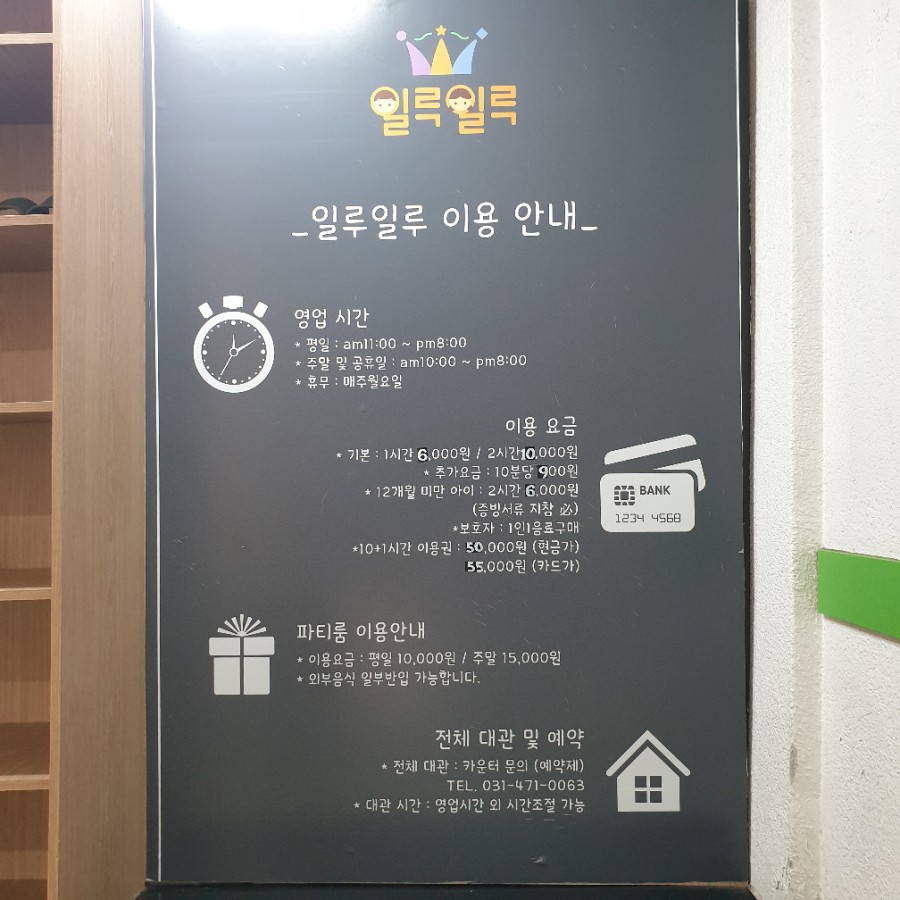 일룩일룩
_일루일루 이용 안내_
영업 시간
* 평일 : am11:00 ~ pm8:00
* 주말 및 공휴일 : am10:00 ~ pm8:00
* 휴무 : 매주월요일
이용 요금
* 기본 : 1시간 6,000원 / 2시간 10,000원
* 추가요금 : 10분당 900원
* 12개월 미만 아이 : 2시간 6,000원
(증빙서류 지참 必)
*보호자 : 1인1음료구매
*10+1시간 이용권 : 50,000원 (현금가)
55,000원 (카드가)
BANK
1234 4568
파티룸 이용안내
* 이용요금 : 평일 10,000원 / 주말 15,000원
* 외부음식 일부반입 가능합니다.
전체 대관 및 예약
* 전체 대관 : 카운터 문의 (예약제)
TEL. 031-471-0063
* 대관 시간 : 영업시간 외 시간조절 가능